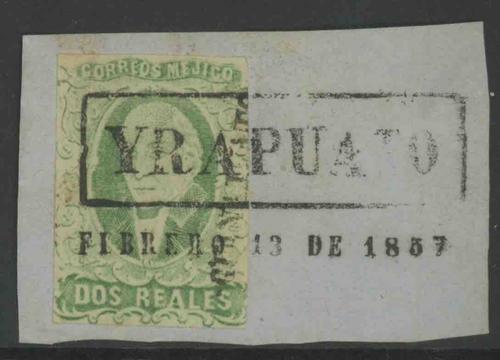 CORREOS MEJICO
YRAPUATO
FEBRERO 13 DE 1857
DOS REALES